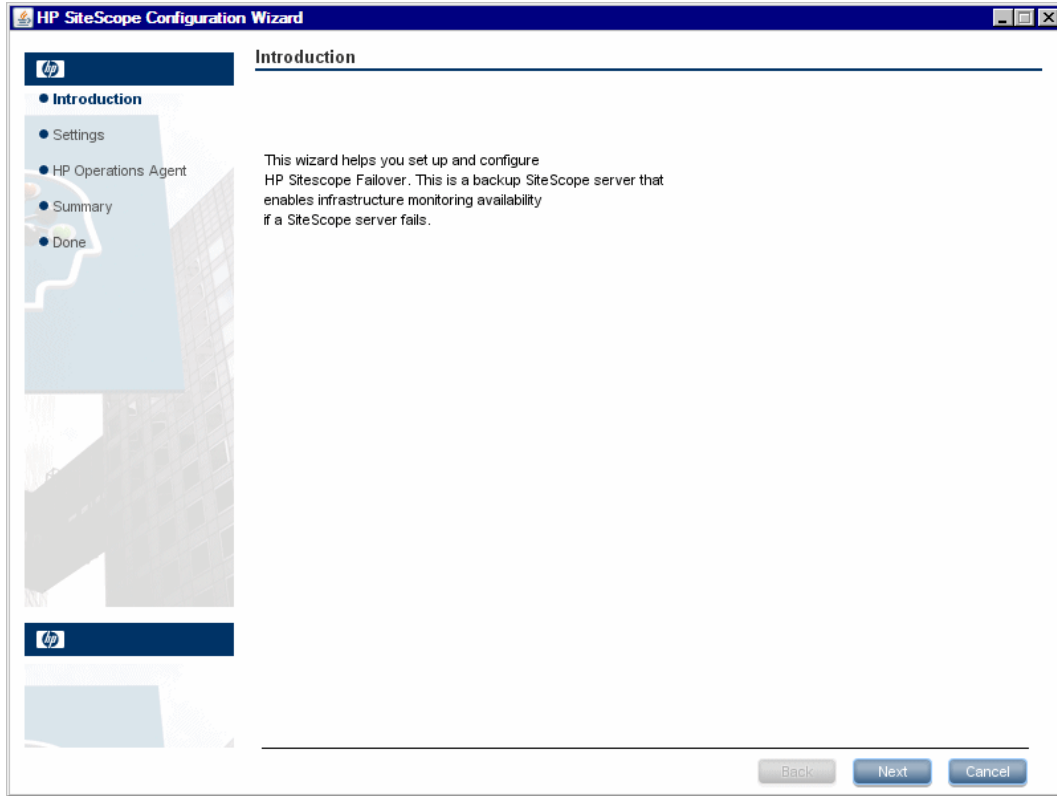 HP SiteScope Configuration Wizard
hp
Introduction
Settings
HP Operations Agent
Summary
Done
hp
Introduction
This wizard helps you set up and configure
HP Sitescope Failover. This is a backup SiteScope server that
enables infrastructure monitoring availability
if a SiteScope server fails.
Back
Next
Cancel